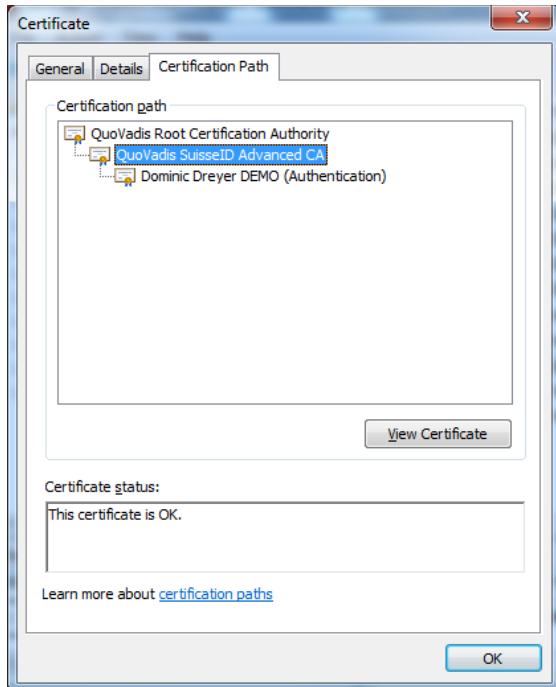 Certificate
General Details Certification Path
Certification path
QuoVadis Root Certification Authority
QuoVadis SuisseID Advanced CA
Dominic Dreyer DEMO (Authentication)
View Certificate
Certificate status:
This certificate is OK.
Learn more about certification paths
OK